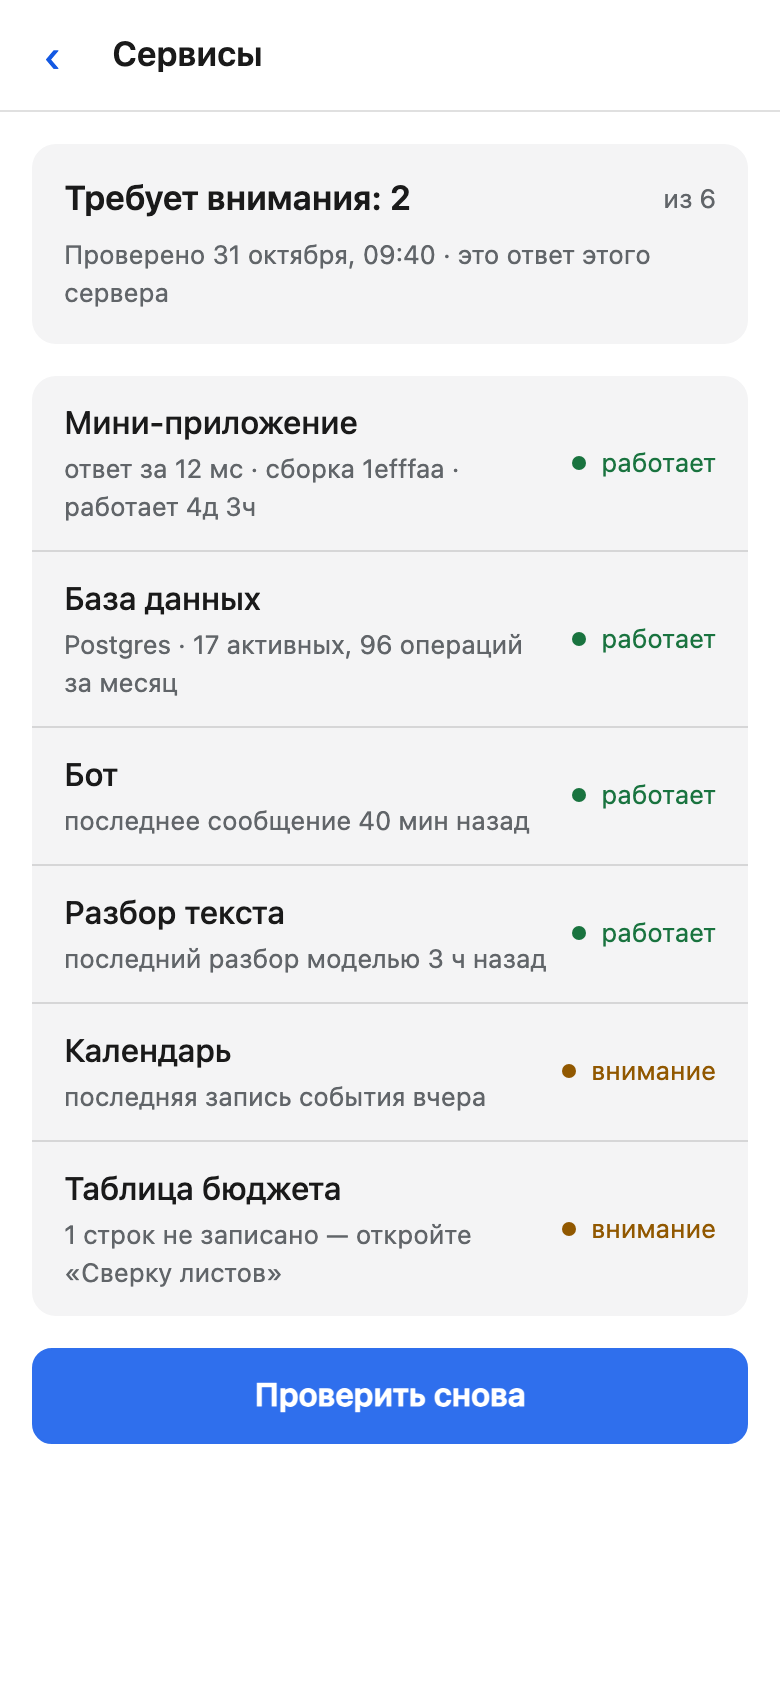 ‹ Сервисы
Требует внимания: 2 из 6
Проверено 31 октября, 09:40 · это ответ этого
сервера
Мини-приложение
ответ за 12 мс · сборка 1efffaa ·
работает 4д 3ч
работает
База данных
Postgres · 17 активных, 96 операций
за месяц
работает
Бот
последнее сообщение 40 мин назад
работает
Разбор текста
последний разбор моделью 3 ч назад
работает
Календарь
последняя запись события вчера
внимание
Таблица бюджета
1 строк не записано — откройте
«Сверку листов»
внимание
Проверить снова